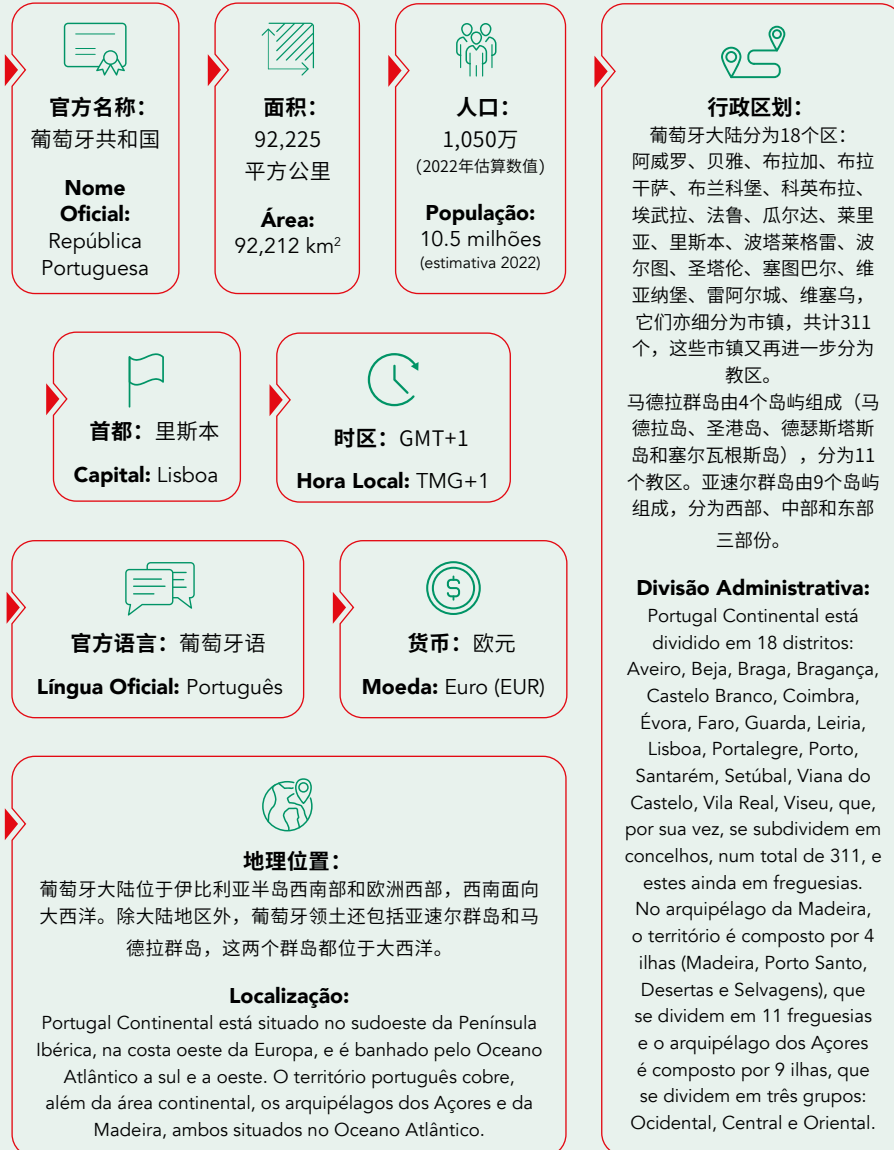 官方名称：
葡萄牙共和国
Nome
Oficial:
República
Portuguesa
面积：
92,225
平方公里
Área:
92,212 km²
人口：
1,050万
(2022年估算数值)
População:
10.5 milhões
(estimativa 2022)
首都：里斯本
Capital: Lisboa
时区：GMT+1
Hora Local: TMG+1
官方语言：葡萄牙语
Língua Oficial: Português
货币：欧元
Moeda: Euro (EUR)
地理位置：
葡萄牙大陆位于伊比利亚半岛西南部和欧洲西部，西南面向
大西洋。除大陆地区外，葡萄牙领土还包括亚速尔群岛和马
德拉群岛，这两个群岛都位于大西洋。
Localização:
Portugal Continental está situado no sudoeste da Península
Ibérica, na costa oeste da Europa, e é banhado pelo Oceano
Atlântico a sul e a oeste. O território português cobre,
além da área continental, os arquipélagos dos Açores e da
Madeira, ambos situados no Oceano Atlântico.
行政区划：
葡萄牙大陆分为18个区：
阿威罗、贝雅、布拉加、布拉
干萨、布兰科堡、科英布拉、
埃武拉、法鲁、瓜尔达、莱里
亚、里斯本、波塔莱格雷、波
尔图、圣塔伦、塞图巴尔、维
亚纳堡、雷阿尔城、维塞乌，
它们亦细分为市镇，共计311
个，这些市镇又再进一步分为
教区。
马德拉群岛由4个岛屿组成（马
德拉岛、圣港岛、德瑟斯塔斯
岛和塞尔瓦根斯岛），分为11
个教区。亚速尔群岛由9个岛屿
组成，分为西部、中部和东部
三部份。
Divisão Administrativa:
Portugal Continental está
dividido em 18 distritos:
Aveiro, Beja, Braga, Bragança,
Castelo Branco, Coimbra,
Évora, Faro, Guarda, Leiria,
Lisboa, Portalegre, Porto,
Santarém, Setúbal, Viana do
Castelo, Vila Real, Viseu, que,
por sua vez, se subdividem em
concelhos, num total de 311, e
estes ainda em freguesias.
No arquipélago da Madeira,
o território é composto por 4
ilhas (Madeira, Porto Santo,
Desertas e Selvagens), que
se dividem em 11 freguesias
e o arquipélago dos Açores
é composto por 9 ilhas, que
se dividem em três grupos:
Ocidental, Central e Oriental.